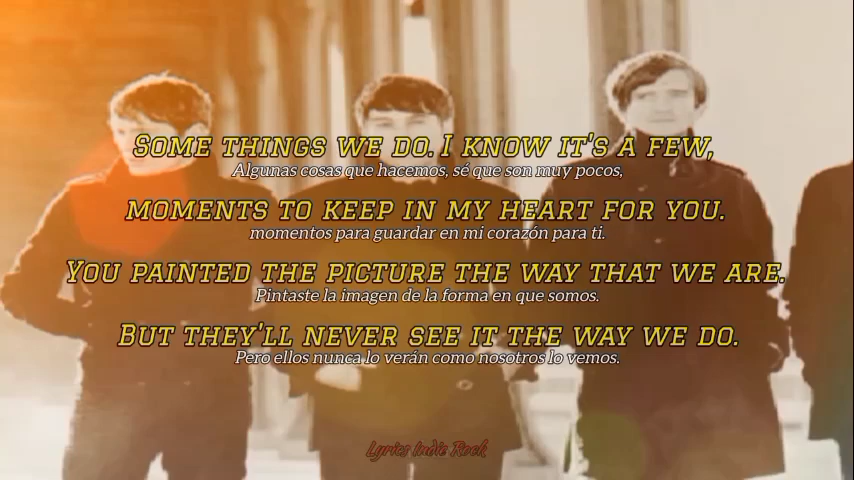 Some things we do. I know it's a few,
Algunas cosas que hacemos, sé que son muy pocos,
moments to keep in my heart for you.
momentos para guardar en mi corazón para ti.
You painted the picture the way that we are.
Pintaste la imagen de la forma en que somos.
But they'll never see it the way we do.
Pero ellos nunca lo verán como nosotros lo vemos.
Lyrics Indie Rock